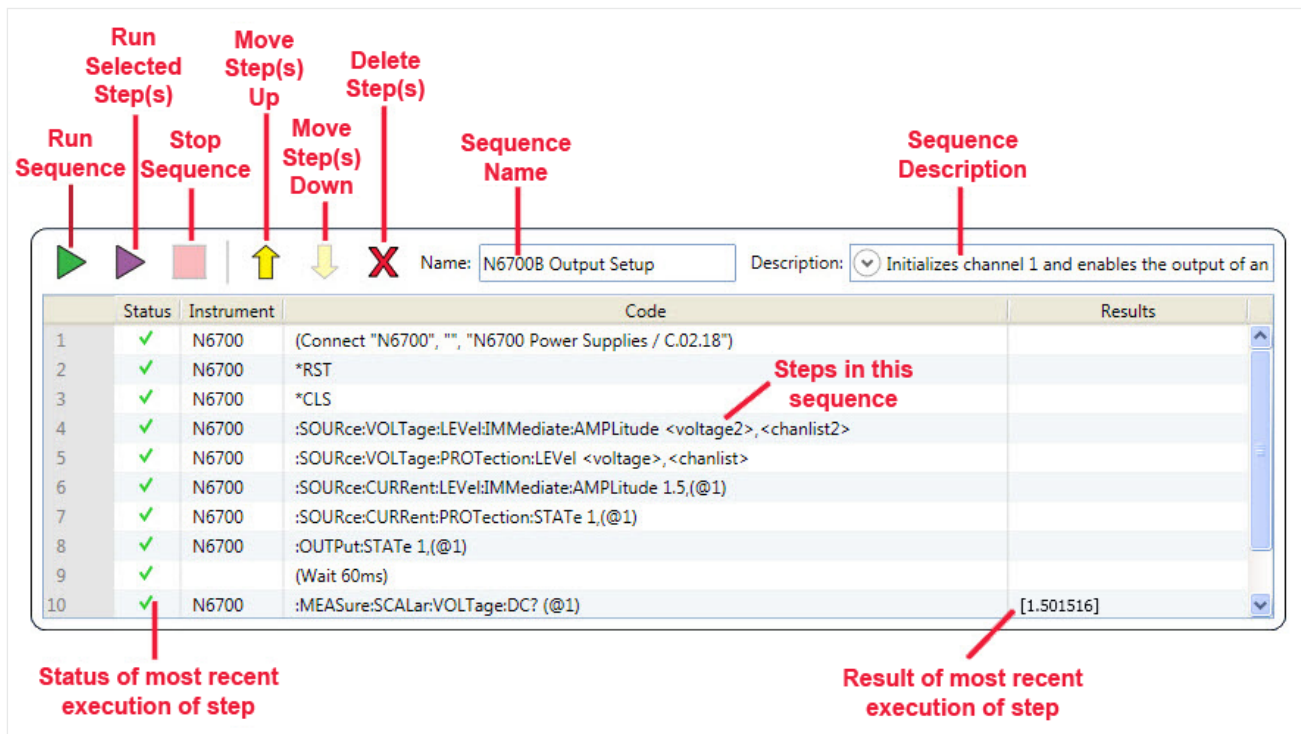 Run
Selected
Step(s)
Move
Step(s)
Up
Delete
Step(s)
Run
Sequence
Stop
Sequence
Move
Step(s)
Down
Sequence
Name
Sequence
Description
Name: N6700B Output Setup Description: Initializes channel 1 and enables the output of an
Status Instrument Code Results
1 N6700 (Connect "N6700", "", "N6700 Power Supplies / C.02.18")
2 N6700 *RST
3 N6700 *CLS
4 N6700 :SOURce:VOLTage:LEVel:IMMediate:AMPLitude <voltage2>,<chanlist2>
5 N6700 :SOURce:VOLTage:PROTection:LEVel <voltage>,<chanlist>
6 N6700 :SOURce:CURRent:LEVel:IMMediate:AMPLitude 1.5,(@1)
7 N6700 :SOURce:CURRent:PROTection:STATe 1,(@1)
8 N6700 :OUTPut:STATe 1,(@1)
9 (Wait 60ms)
10 N6700 :MEASure:SCALar:VOLTage:DC? (@1) [1.501516]
Steps in this
sequence
Status of most recent
execution of step
Result of most recent
execution of step